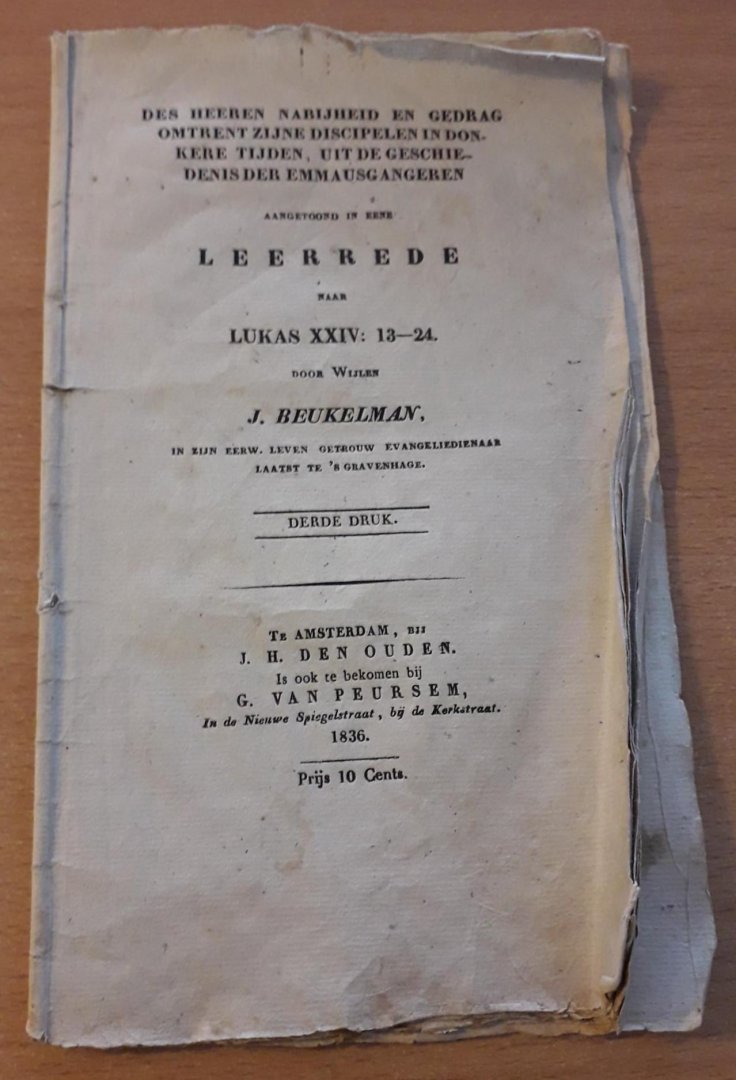 DES HEEREN NABIJHEID EN GEDRAG
OMTRENT ZIJNE DISCIPELEN IN DON-
KERE TIJDEN, UIT DE GESCHIE-
DENIS DER EMMAUSGANGEREN
AANGETOOND IN EENE
LEERREDE
NAAR
LUKAS XXIV: 13—24.
DOOR WIJLEN
J. BEUKELMAN,
IN ZIJN EERW. LEVEN GETROUW EVANGELIEDIENAAR
LAATST TE 'S GRAVENHAGE.
DERDE DRUK.
TE AMSTERDAM, BIJ
J. H. DEN OUDEN.
Is ook te bekomen bij
G. VAN PEURSEM,
In de Nieuwe Spiegelstraat, bij de Kerkstraat.
1836.
Prijs 10 Cents.